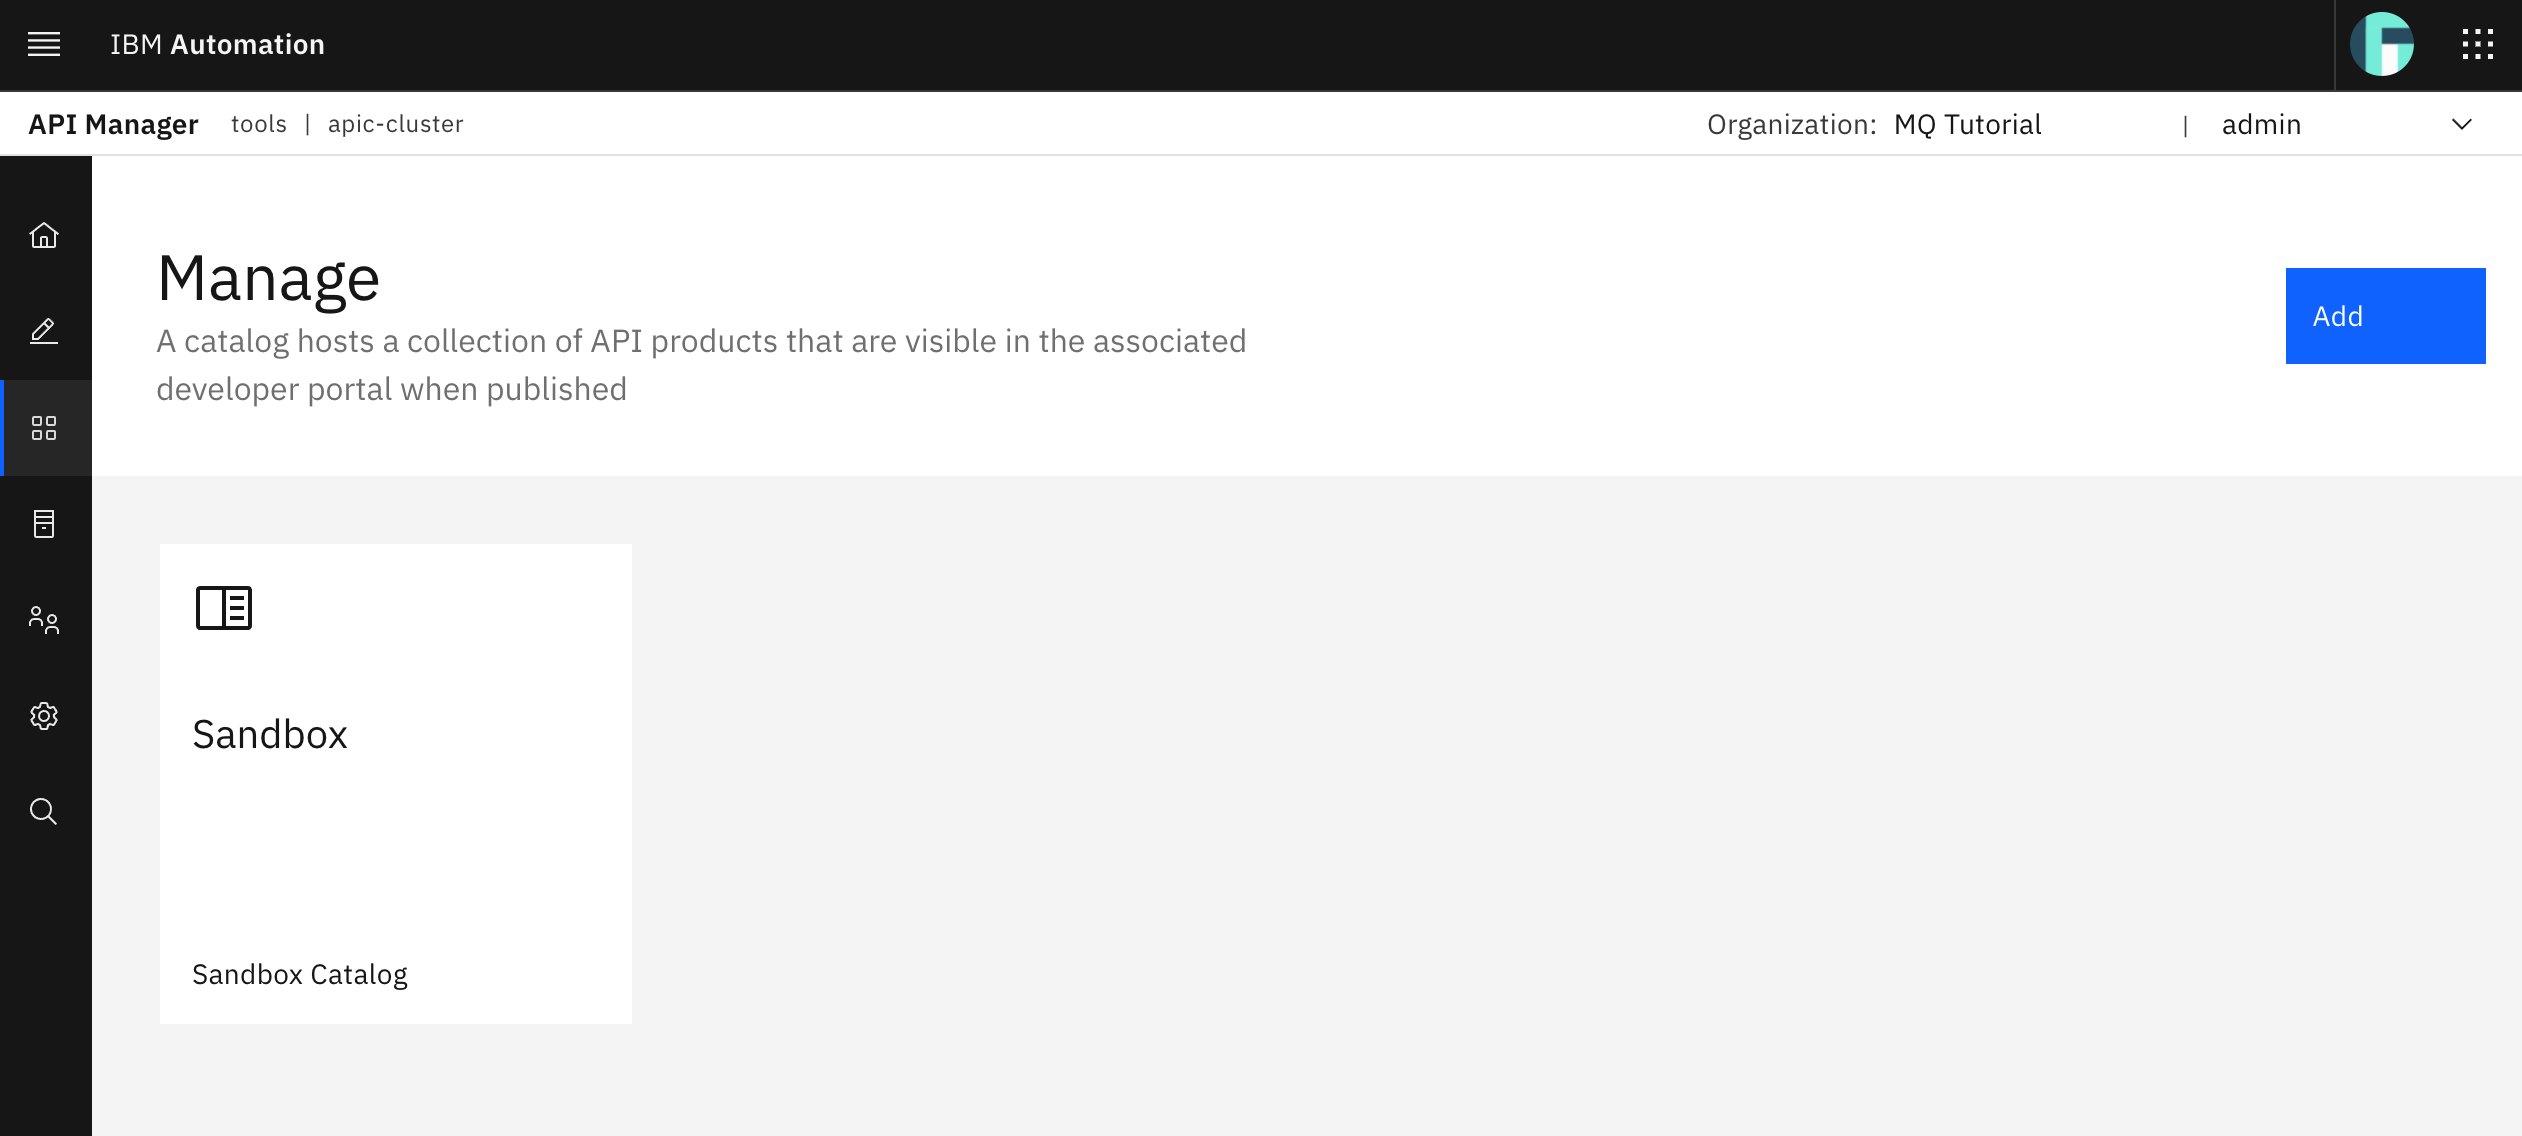 IBM Automation
API Manager tools | apic-cluster Organization: MQ Tutorial | admin
Manage
A catalog hosts a collection of API products that are visible in the associated
developer portal when published
Add
Sandbox
Sandbox Catalog